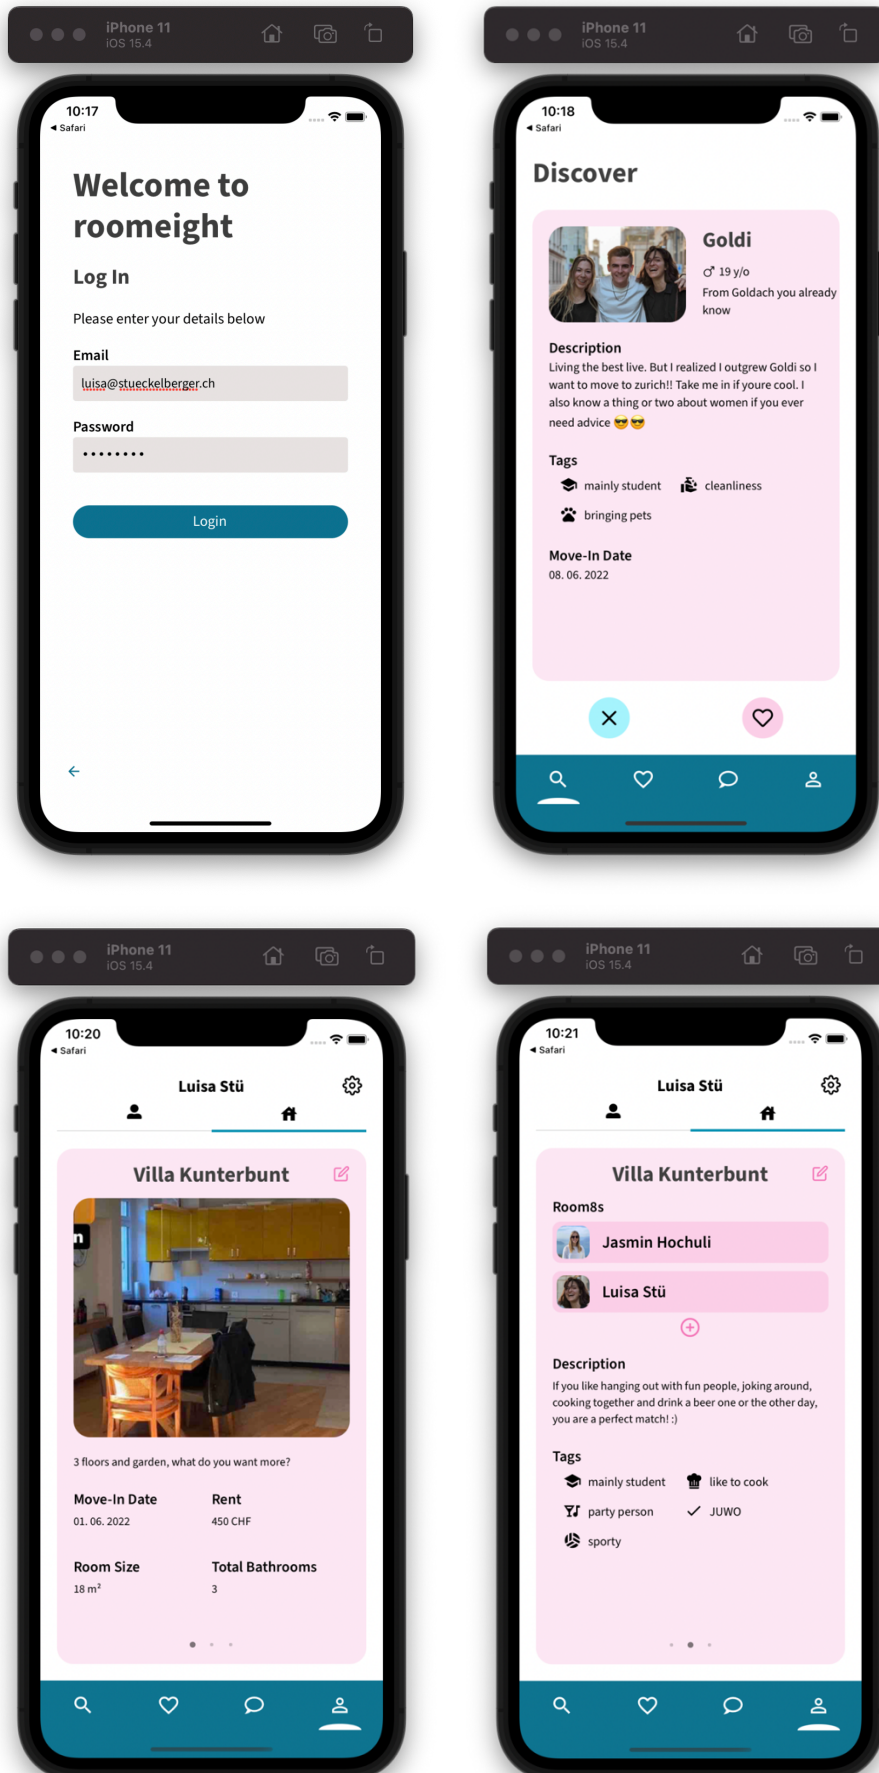 iPhone 11
iOS 15.4
10:17
◀ Safari
Welcome to
roomeight
Log In
Please enter your details below
Email
luisa@stueckelberger.ch
Password
••••••••
Login
iPhone 11
iOS 15.4
10:18
◀ Safari
Discover
Goldi
♂ 19 y/o
From Goldach you already
know
Description
Living the best live. But I realized I outgrew Goldi so I
want to move to zurich!! Take me in if youre cool. I
also know a thing or two about women if you ever
need advice 😎😎
Tags
mainly student cleanliness
bringing pets
Move-In Date
08. 06. 2022
iPhone 11
iOS 15.4
10:20
◀ Safari
Luisa Stü
Villa Kunterbunt
n
3 floors and garden, what do you want more?
Move-In Date Rent
01. 06. 2022 450 CHF
Room Size Total Bathrooms
18 m² 3
iPhone 11
iOS 15.4
10:21
◀ Safari
Luisa Stü
Villa Kunterbunt
Room8s
Jasmin Hochuli
Luisa Stü
Description
If you like hanging out with fun people, joking around,
cooking together and drink a beer one or the other day,
you are a perfect match! :)
Tags
mainly student like to cook
party person JUWO
sporty